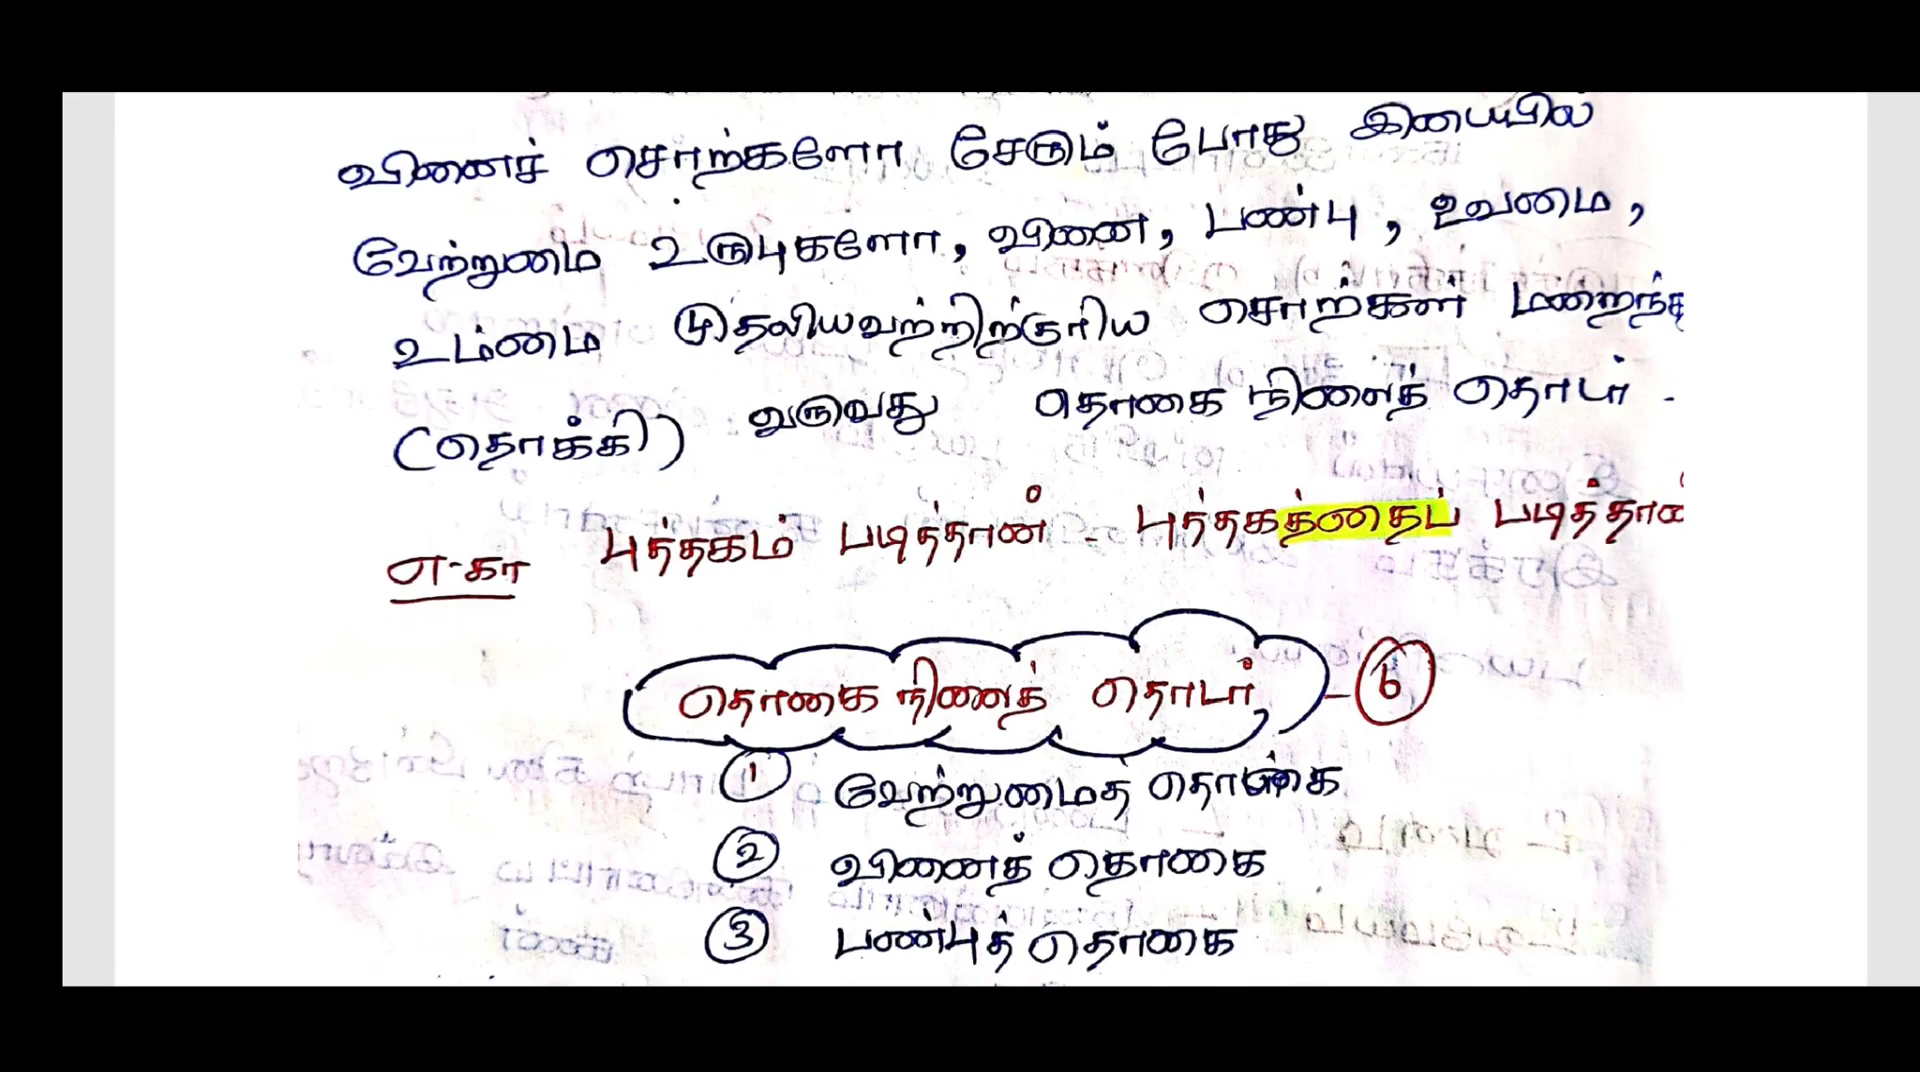 வினைச் சொற்களோ சேரும் போது இடையில்
வேற்றுமை உருபுகளோ, வினை, பண்பு, உவமை,
உம்மை முதலியவற்றிற்குரிய சொற்கள் மறைந்து
(தொக்கி) வருவது தொகை நிலைத் தொடர்.
எ-கா புத்தகம் படித்தான் - புத்தகத்தைப் படித்தான்
தொகை நிலைத் தொடர் - 6
1 வேற்றுமைத் தொகை
2 வினைத் தொகை
3 பண்புத் தொகை